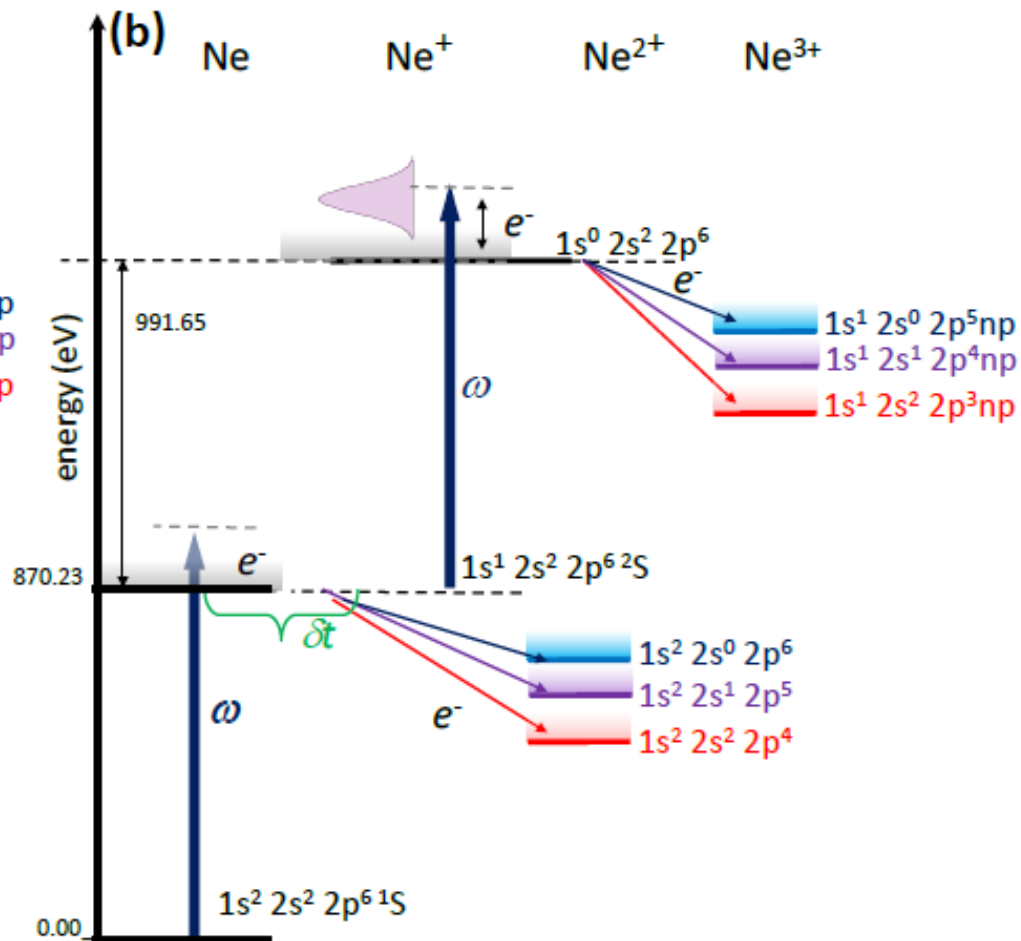 (b)
Ne Ne⁺ Ne²⁺ Ne³⁺
e⁻
1s⁰ 2s² 2p⁶
e⁻
991.65
p
1s¹ 2s⁰ 2p⁵np
p
1s¹ 2s¹ 2p⁴np
p
1s¹ 2s² 2p³np
ω
energy (eV)
e⁻
1s¹ 2s² 2p⁶ ²S
870.23
δt
1s² 2s⁰ 2p⁶
1s² 2s¹ 2p⁵
ω
e⁻
1s² 2s² 2p⁴
1s² 2s² 2p⁶ ¹S
0.00